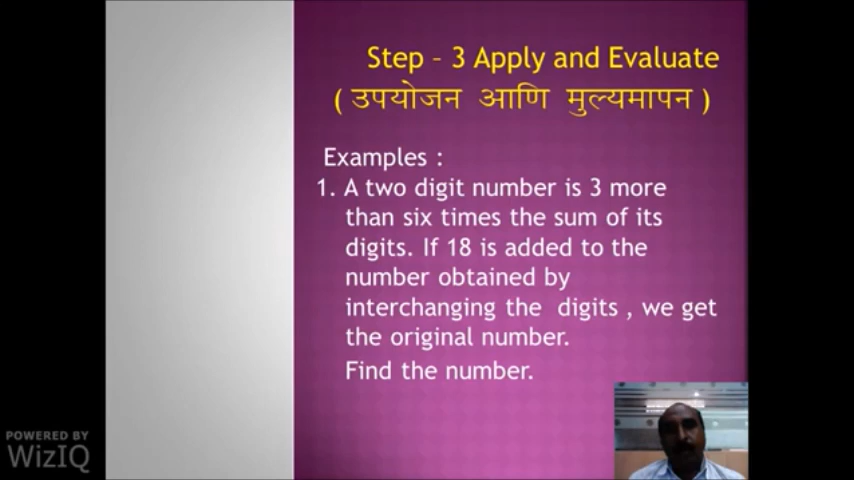 Step – 3 Apply and Evaluate
( उपयोजन आणि मुल्यमापन )
Examples :
1. A two digit number is 3 more
than six times the sum of its
digits. If 18 is added to the
number obtained by
interchanging the digits , we get
the original number.
Find the number.
POWERED BY
WizIQ